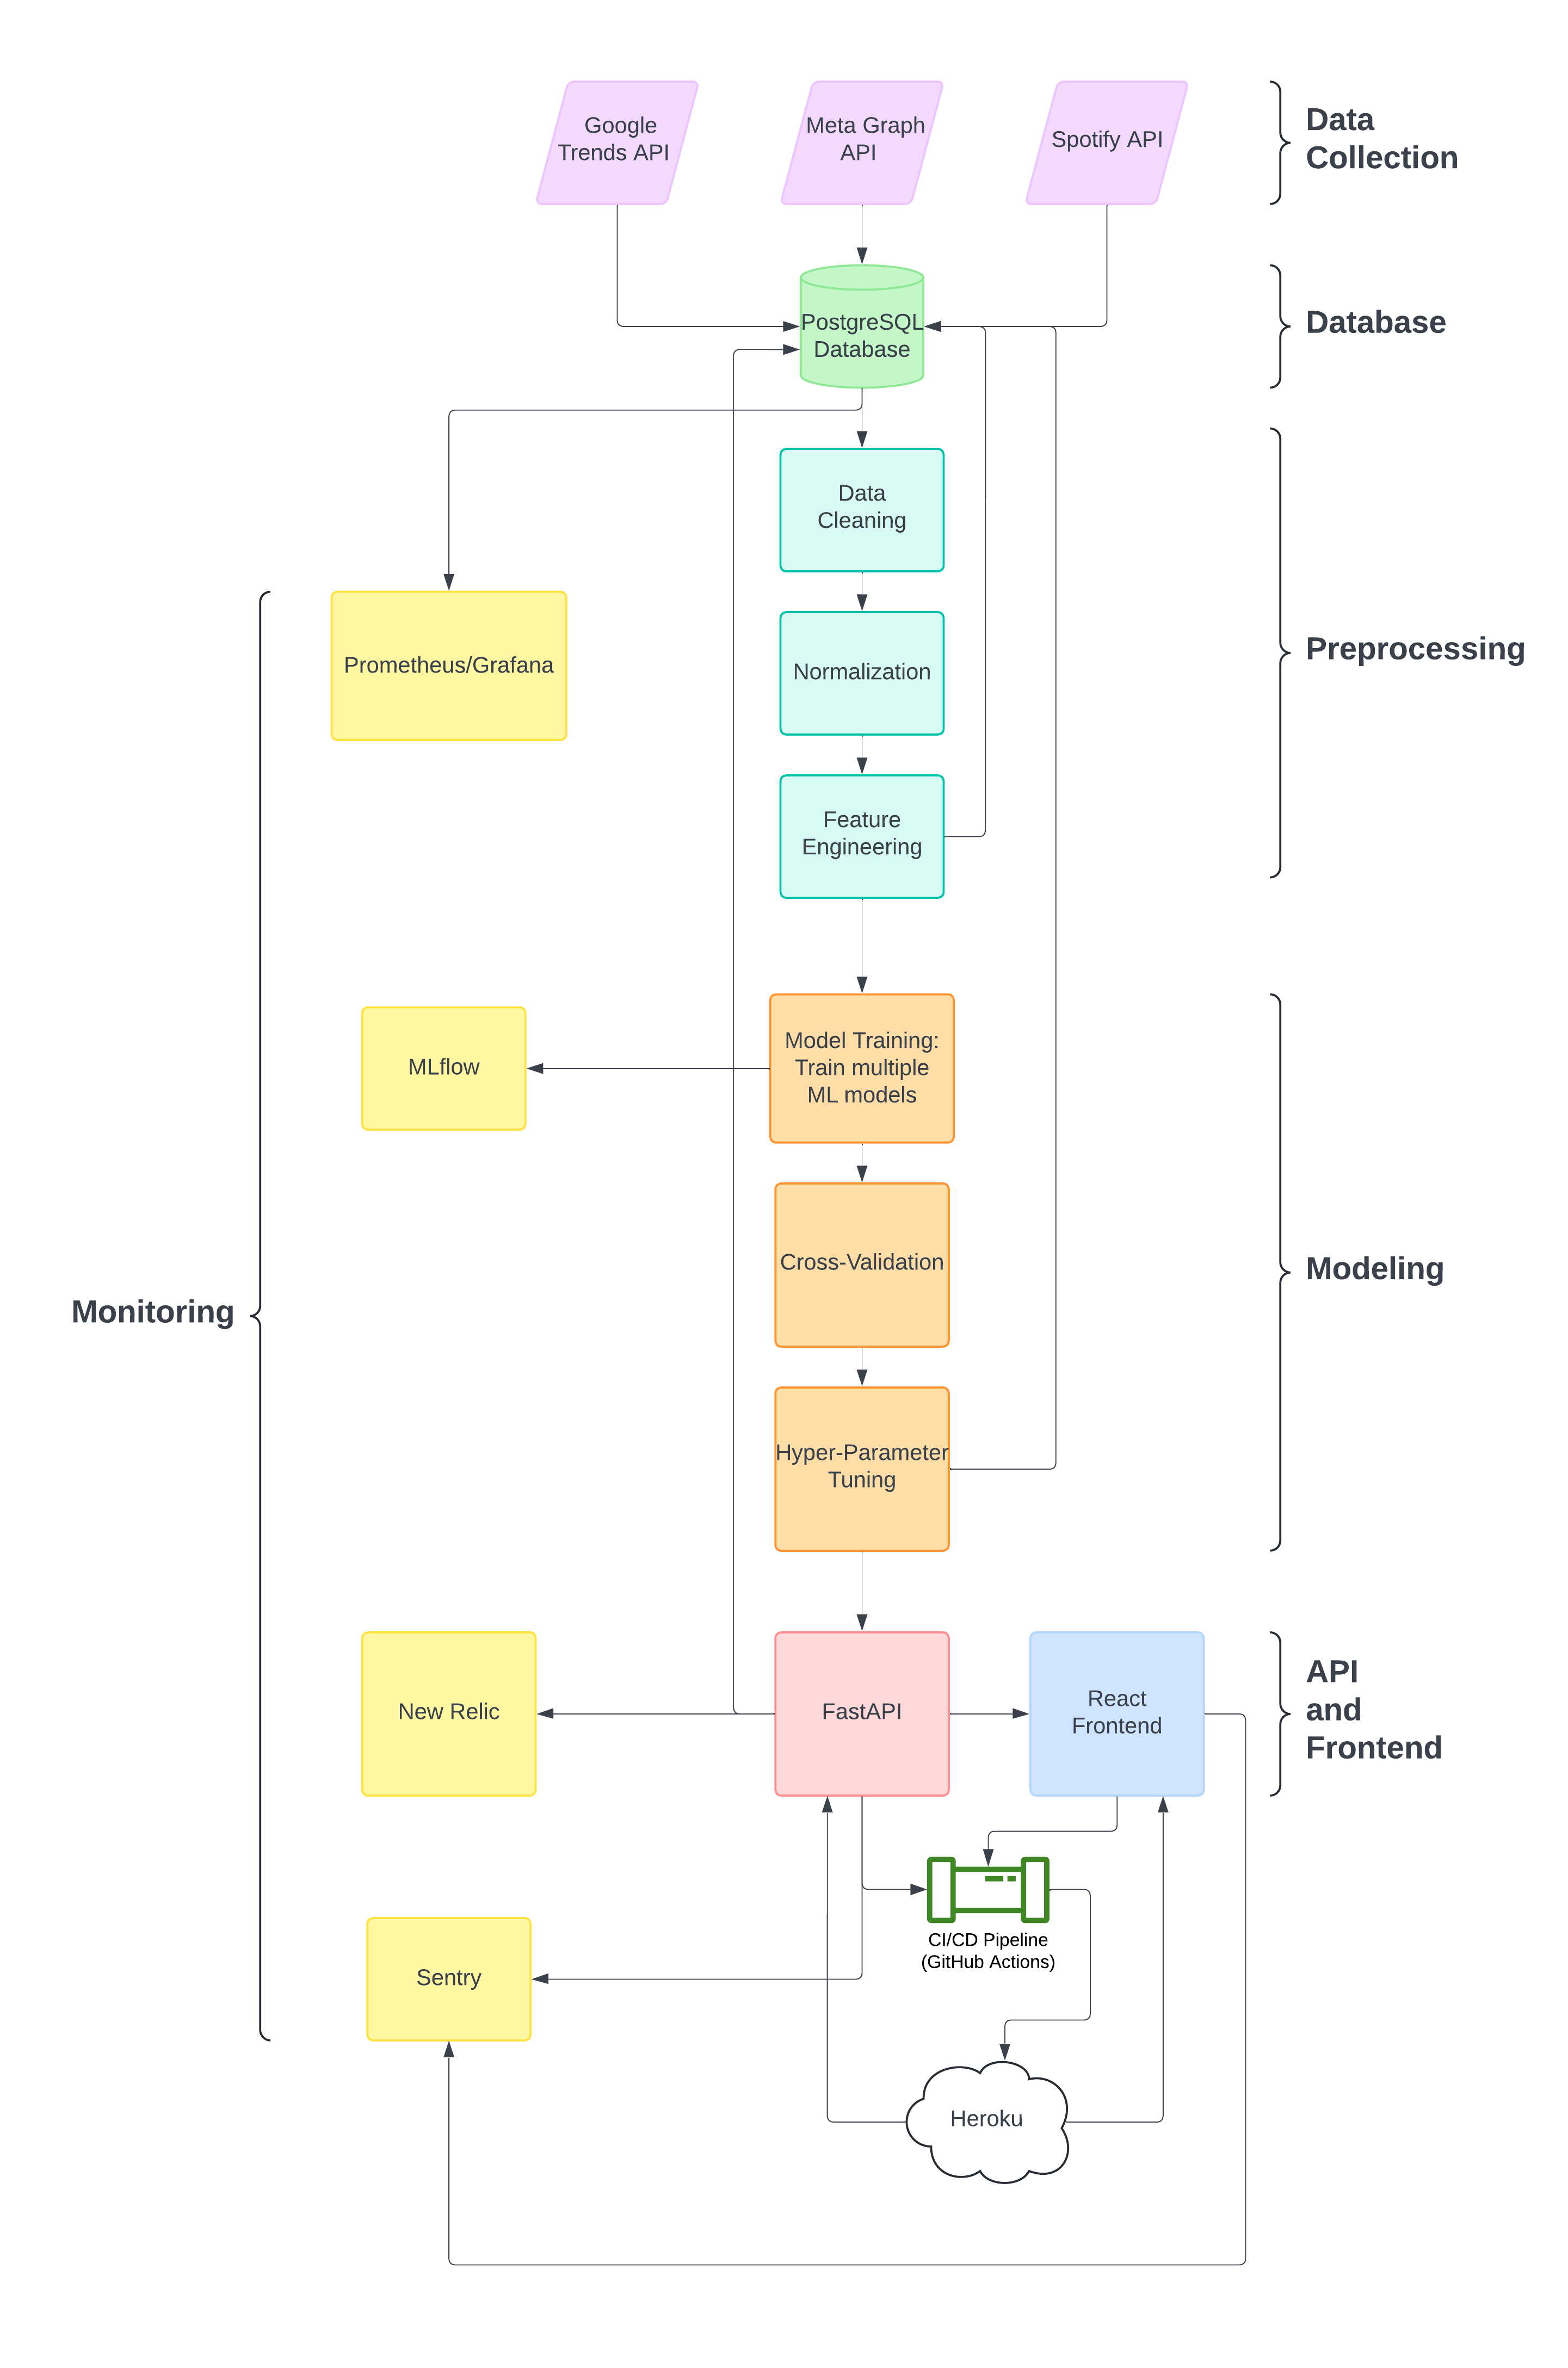 Google
Trends API
Meta Graph
API
Spotify API
Data
Collection
PostgreSQL
Database
Database
Data
Cleaning
Prometheus/Grafana
Normalization
Preprocessing
Feature
Engineering
MLflow
Model Training:
Train multiple
ML models
Cross-Validation
Modeling
Monitoring
Hyper-Parameter
Tuning
New Relic
FastAPI
React
Frontend
API
and
Frontend
CI/CD Pipeline
(GitHub Actions)
Sentry
Heroku